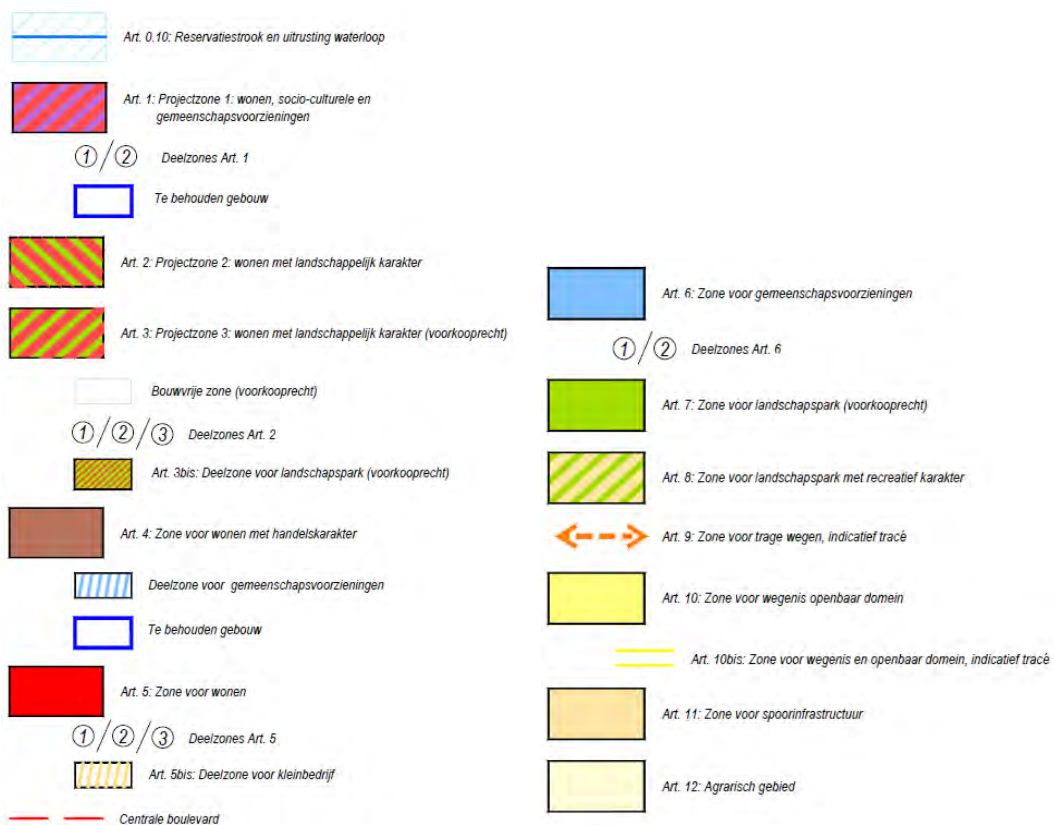 Art. 0.10: Reservatiestrook en uitrusting waterloop
Art. 1: Projectzone 1: wonen, socio-culturele en
gemeenschapsvoorzieningen
1/2 Deelzones Art. 1
Te behouden gebouw
Art. 2: Projectzone 2: wonen met landschappelijk karakter
Art. 3: Projectzone 3: wonen met landschappelijk karakter (voorkooprecht)
Bouwvrije zone (voorkooprecht)
1/2/3 Deelzones Art. 2
Art. 3bis: Deelzone voor landschapspark (voorkooprecht)
Art. 4: Zone voor wonen met handelskarakter
Deelzone voor gemeenschapsvoorzieningen
Te behouden gebouw
Art. 5: Zone voor wonen
1/2/3 Deelzones Art. 5
Art. 5bis: Deelzone voor kleinbedrijf
Centrale boulevard
Art. 6: Zone voor gemeenschapsvoorzieningen
1/2 Deelzones Art. 6
Art. 7: Zone voor landschapspark (voorkooprecht)
Art. 8: Zone voor landschapspark met recreatief karakter
Art. 9: Zone voor trage wegen, indicatief tracé
Art. 10: Zone voor wegenis openbaar domein
Art. 10bis: Zone voor wegenis en openbaar domein, indicatief tracé
Art. 11: Zone voor spoorinfrastructuur
Art. 12: Agrarisch gebied